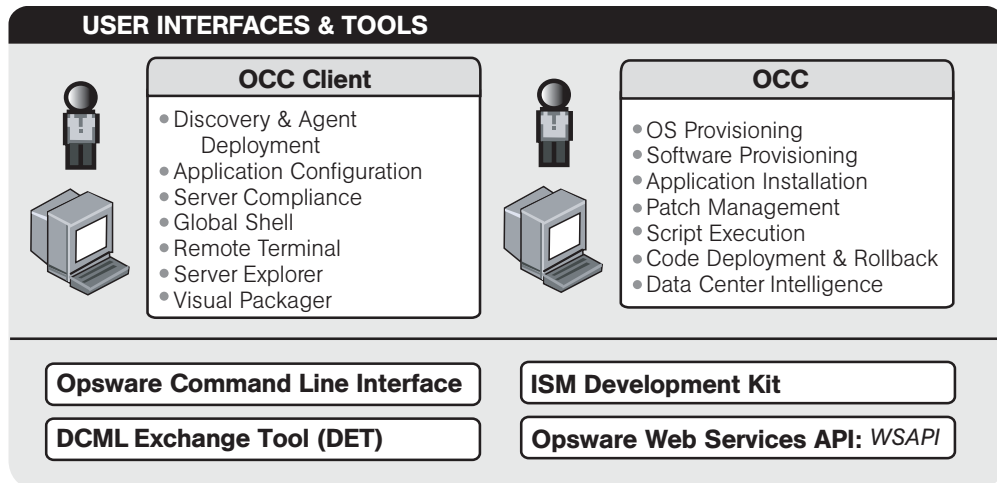 USER INTERFACES & TOOLS
OCC Client
• Discovery & Agent
Deployment
• Application Configuration
• Server Compliance
• Global Shell
• Remote Terminal
• Server Explorer
• Visual Packager
OCC
• OS Provisioning
• Software Provisioning
• Application Installation
• Patch Management
• Script Execution
• Code Deployment & Rollback
• Data Center Intelligence
Opsware Command Line Interface
ISM Development Kit
DCML Exchange Tool (DET)
Opsware Web Services API: WSAPI